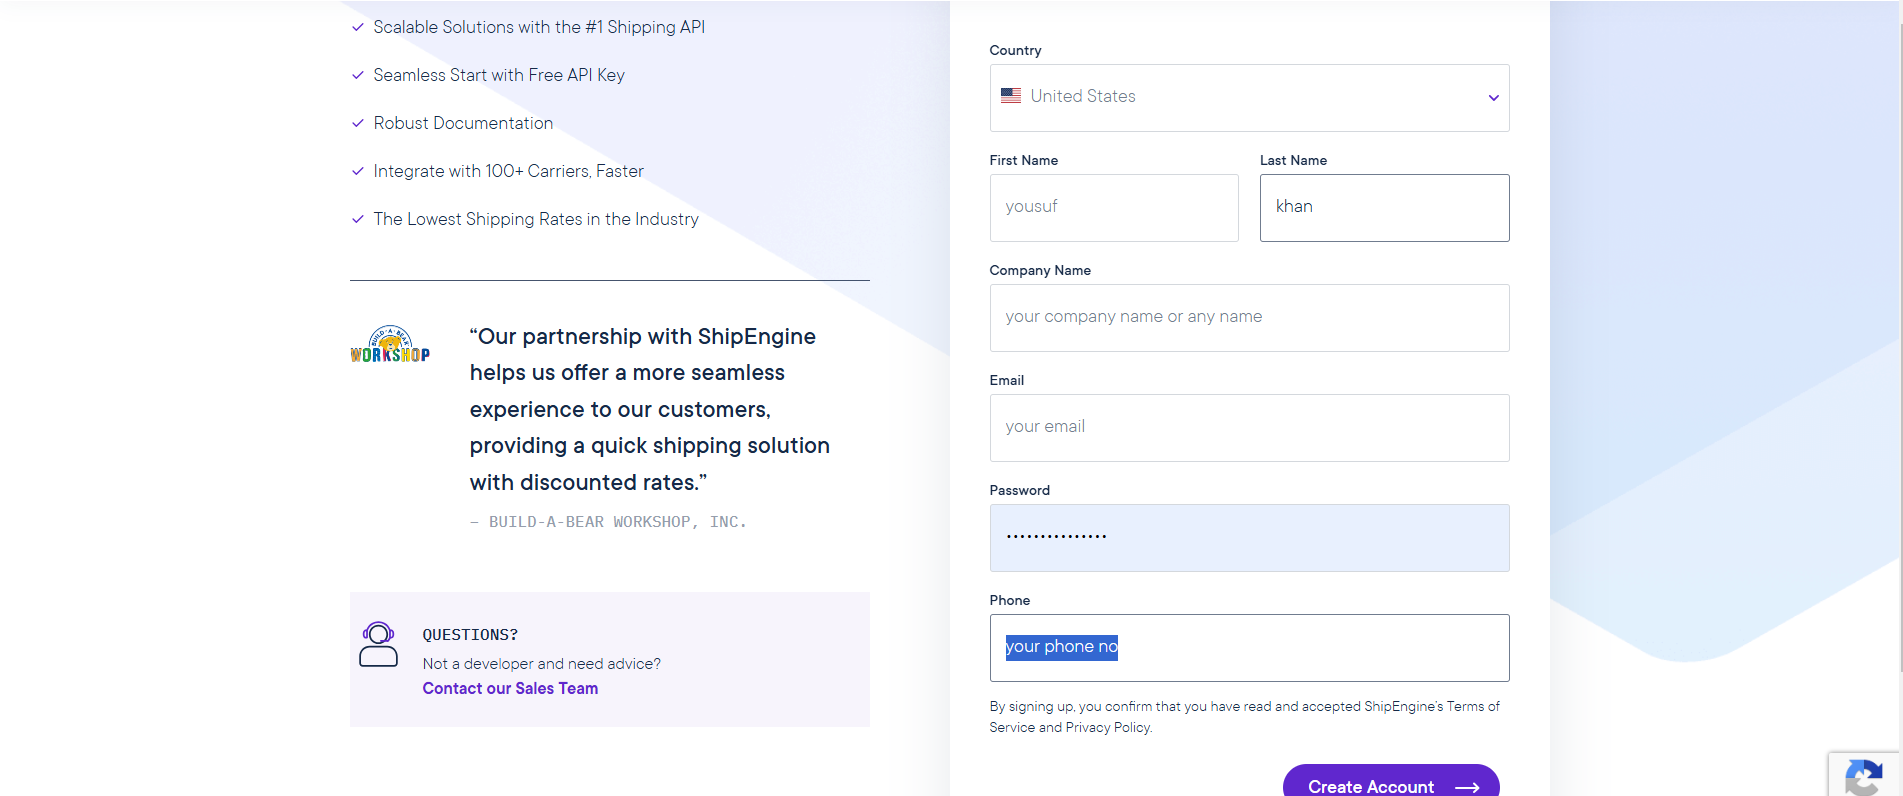 Scalable Solutions with the #1 Shipping API
Seamless Start with Free API Key
Robust Documentation
Integrate with 100+ Carriers, Faster
The Lowest Shipping Rates in the Industry
BUILD-A-BEAR
WORKSHOP
“Our partnership with ShipEngine
helps us offer a more seamless
experience to our customers,
providing a quick shipping solution
with discounted rates.”
– BUILD-A-BEAR WORKSHOP, INC.
QUESTIONS?
Not a developer and need advice?
Contact our Sales Team
Country
United States
First Name
Last Name
yousuf
khan
Company Name
your company name or any name
Email
your email
Password
•••••••••••••••
Phone
your phone no
By signing up, you confirm that you have read and accepted ShipEngine's Terms of
Service and Privacy Policy.
Create Account